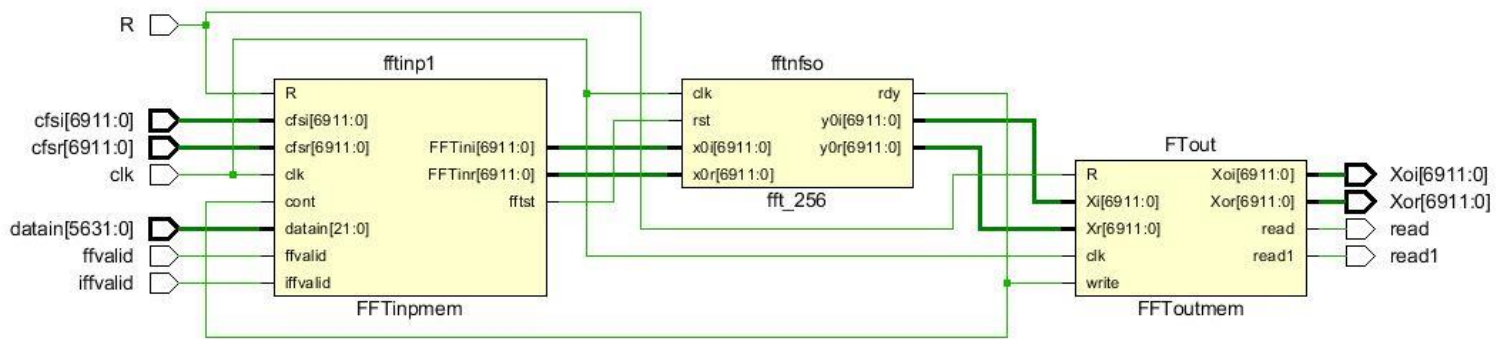 R
cfsi[6911:0]
cfsr[6911:0]
clk
datain[5631:0]
ffvalid
iffvalid
fftinp1
R
cfsi[6911:0]
cfsr[6911:0]
clk
cont
datain[21:0]
ffvalid
iffvalid
FFTini[6911:0]
FFTinr[6911:0]
fftst
FFTinpmem
fftnfso
clk
rst
x0i[6911:0]
x0r[6911:0]
rdy
y0i[6911:0]
y0r[6911:0]
fft_256
FTout
R
Xi[6911:0]
Xr[6911:0]
clk
write
Xoi[6911:0]
Xor[6911:0]
read
read1
FFToutmem
Xoi[6911:0]
Xor[6911:0]
read
read1